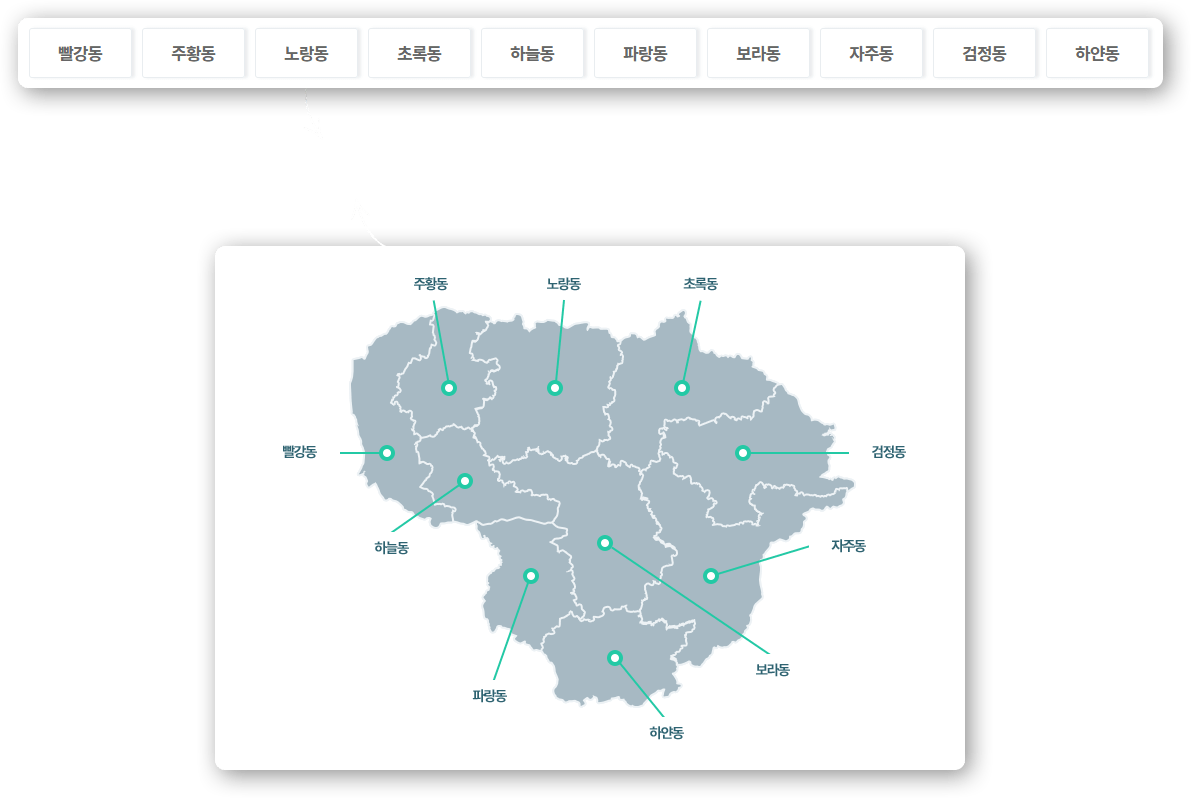 빨강동 주황동 노랑동 초록동 하늘동 파랑동 보라동 자주동 검정동 하얀동
주황동 노랑동 초록동
빨강동 검정동
하늘동 자주동
보라동
파랑동
하얀동